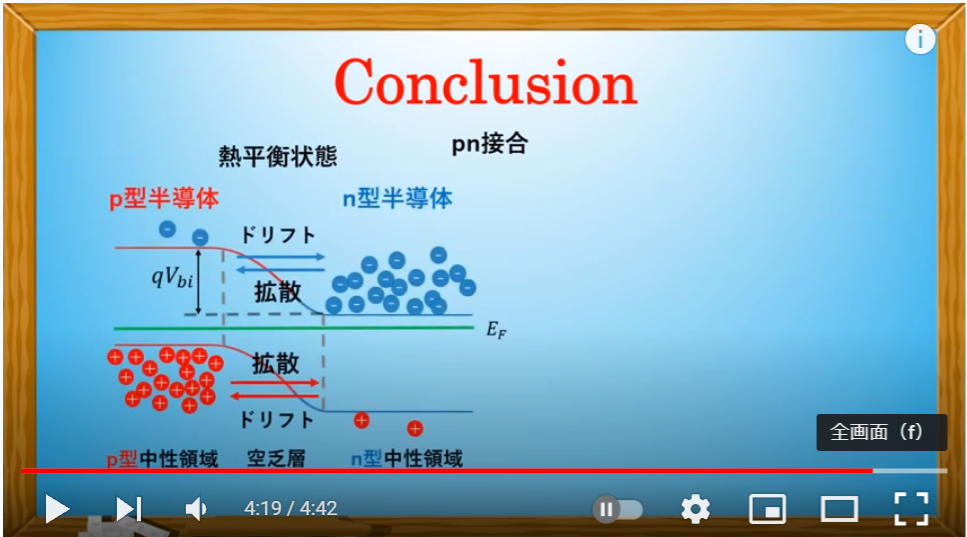 Conclusion
pn接合
熱平衡状態
p型半導体
n型半導体
ドリフト
qVbi
拡散
EF
拡散
ドリフト
p型中性領域
空乏層
n型中性領域
全画面（f）
4:19 / 4:42